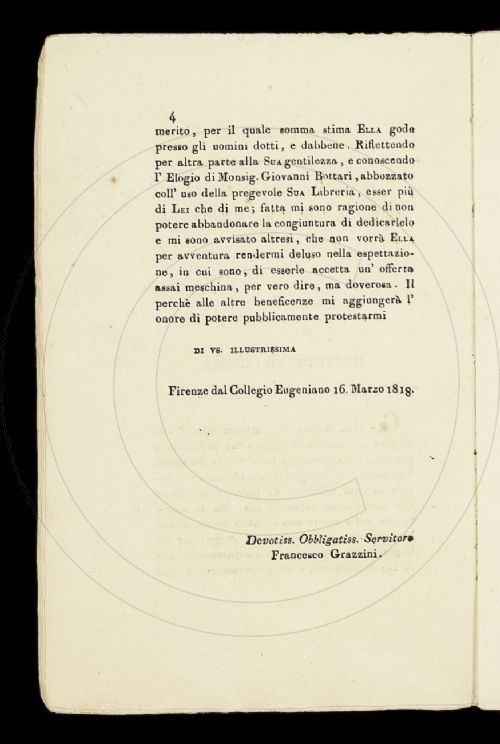 4
merito, per il quale somma stima ELLA gode
presso gli uomini dotti, e dabbene. Riflettendo
per altra parte alla SUA gentilezza, e conoscendo
l' Elogio di Monsig. Giovanni Bottari, abbozzato
coll' uso della pregevole SUA Libreria, esser più
di LEI che di me; fatta mi sono ragione di non
potere abbandonare la congiuntura di dedicarlelo
e mi sono avvisato altresì, che non vorrà ELLA
per avventura rendermi deluso nella espettazio-
ne, in cui sono, di esserle accetta un' offerta
assai meschina, per vero dire, ma doverosa. Il
perchè alle altre beneficenze mi aggiungerà l'
onore di potere pubblicamente protestarmi
DI VS. ILLUSTRISSIMA
Firenze dal Collegio Eugeniano 16. Marzo 1818.
Devotiss. Obbligatiss. Servitore
Francesco Grazzini.